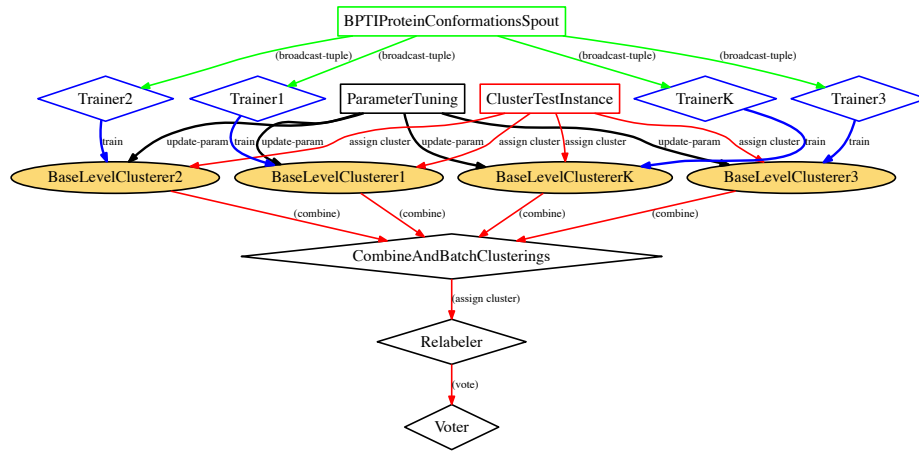 BPTIProteinConformationsSpout
(broadcast-tuple) (broadcast-tuple) (broadcast-tuple) (broadcast-tuple)
Trainer2 Trainer1 ParameterTuning ClusterTestInstance TrainerK Trainer3
train update-param train update-param assign cluster update-param assign cluster assign cluster update-param assign cluster train train
BaseLevelClusterer2 BaseLevelClusterer1 BaseLevelClustererK BaseLevelClusterer3
(combine) (combine) (combine) (combine)
CombineAndBatchClusterings
(assign cluster)
Relabeler
(vote)
Voter